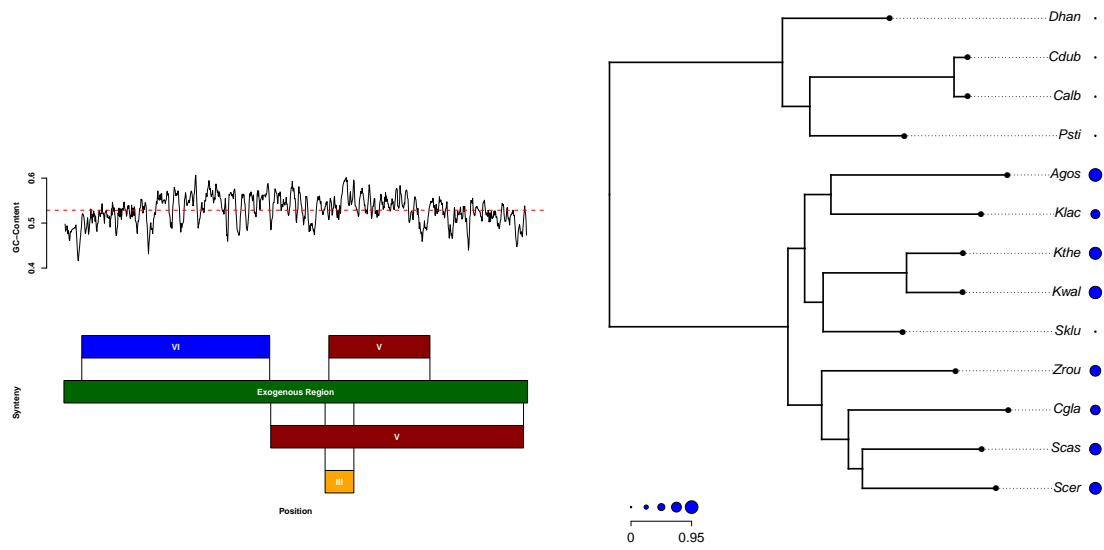 0.6
0.5
0.4
GC−Content
VI
V
Exogenous Region
V
III
Synteny
Position
Dhan
Cdub
Calb
Psti
Agos
Klac
Kthe
Kwal
Sklu
Zrou
Cgla
Scas
Scer
0
0.95